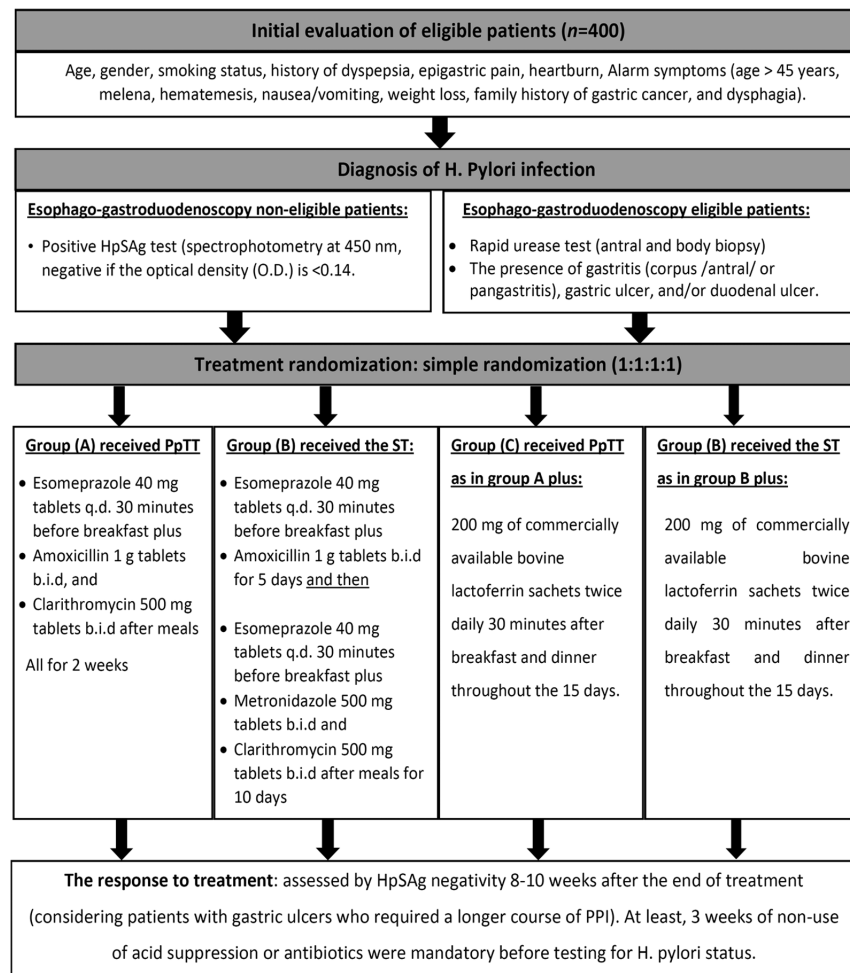 Initial evaluation of eligible patients (n=400)
Age, gender, smoking status, history of dyspepsia, epigastric pain, heartburn, Alarm symptoms (age > 45 years,
melena, hematemesis, nausea/vomiting, weight loss, family history of gastric cancer, and dysphagia).
Diagnosis of H. Pylori infection
Esophago-gastroduodenoscopy non-eligible patients:
• Positive HpSAg test (spectrophotometry at 450 nm,
negative if the optical density (O.D.) is <0.14.
Esophago-gastroduodenoscopy eligible patients:
• Rapid urease test (antral and body biopsy)
• The presence of gastritis (corpus /antral/ or
pangastritis), gastric ulcer, and/or duodenal ulcer.
Treatment randomization: simple randomization (1:1:1:1)
Group (A) received PpTT
• Esomeprazole 40 mg
tablets q.d. 30 minutes
before breakfast plus
• Amoxicillin 1 g tablets
b.i.d, and
• Clarithromycin 500 mg
tablets b.i.d after meals
All for 2 weeks
Group (B) received the ST:
• Esomeprazole 40 mg
tablets q.d. 30 minutes
before breakfast plus
• Amoxicillin 1 g tablets b.i.d
for 5 days and then
• Esomeprazole 40 mg
tablets q.d. 30 minutes
before breakfast plus
• Metronidazole 500 mg
tablets b.i.d and
• Clarithromycin 500 mg
tablets b.i.d after meals for
10 days
Group (C) received PpTT
as in group A plus:
200 mg of commercially
available bovine
lactoferrin sachets twice
daily 30 minutes after
breakfast and dinner
throughout the 15 days.
Group (B) received the ST
as in group B plus:
200 mg of commercially
available bovine
lactoferrin sachets twice
daily 30 minutes after
breakfast and dinner
throughout the 15 days.
The response to treatment: assessed by HpSAg negativity 8-10 weeks after the end of treatment
(considering patients with gastric ulcers who required a longer course of PPI). At least, 3 weeks of non-use
of acid suppression or antibiotics were mandatory before testing for H. pylori status.